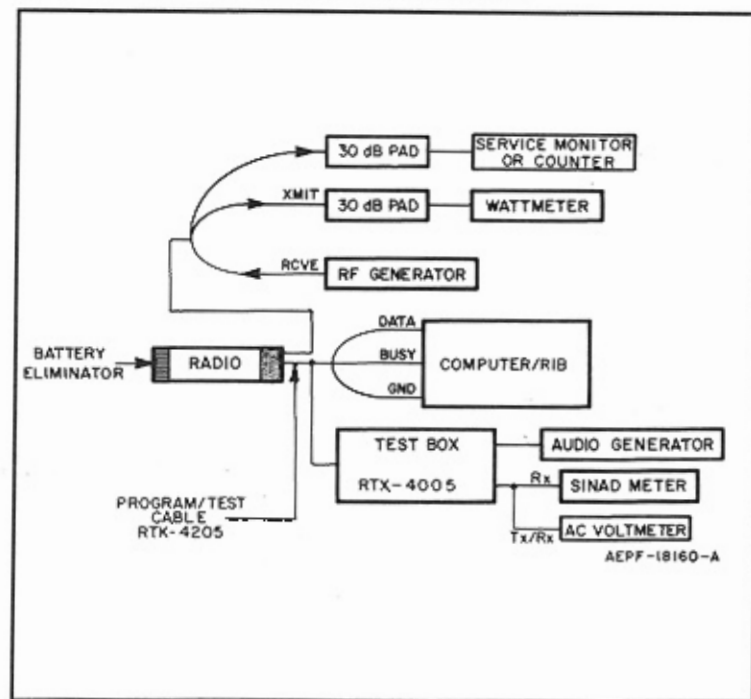 30 dB PAD
SERVICE MONITOR
OR COUNTER
XMIT
30 dB PAD
WATTMETER
RCVE
RF GENERATOR
DATA
BATTERY
ELIMINATOR
RADIO
BUSY
COMPUTER/RIB
GND
TEST BOX
RTX-4005
AUDIO GENERATOR
Rx
SINAD METER
PROGRAM/TEST
CABLE
RTK-4205
Tx/Rx
AC VOLTMETER
AEPF-18160-A